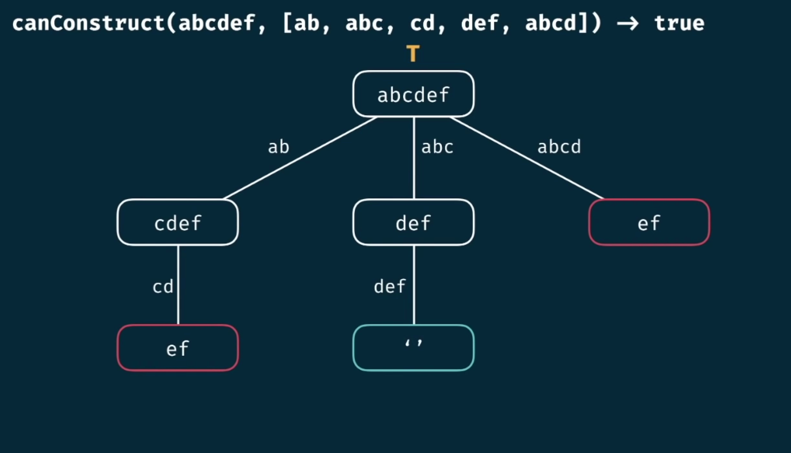 canConstruct(abcdef, [ab, abc, cd, def, abcd]) → true
T
abcdef
ab abc abcd
cdef def ef
cd def
ef ‘’